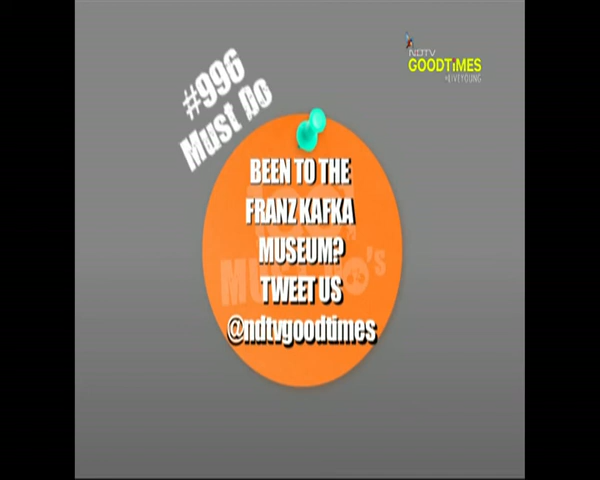 NDTV
GOODTiMES
#LIVEYOUNG
#996
Must Do
BEEN TO THE
FRANZ KAFKA
MUSEUM?
TWEET US
@ndtvgoodtimes